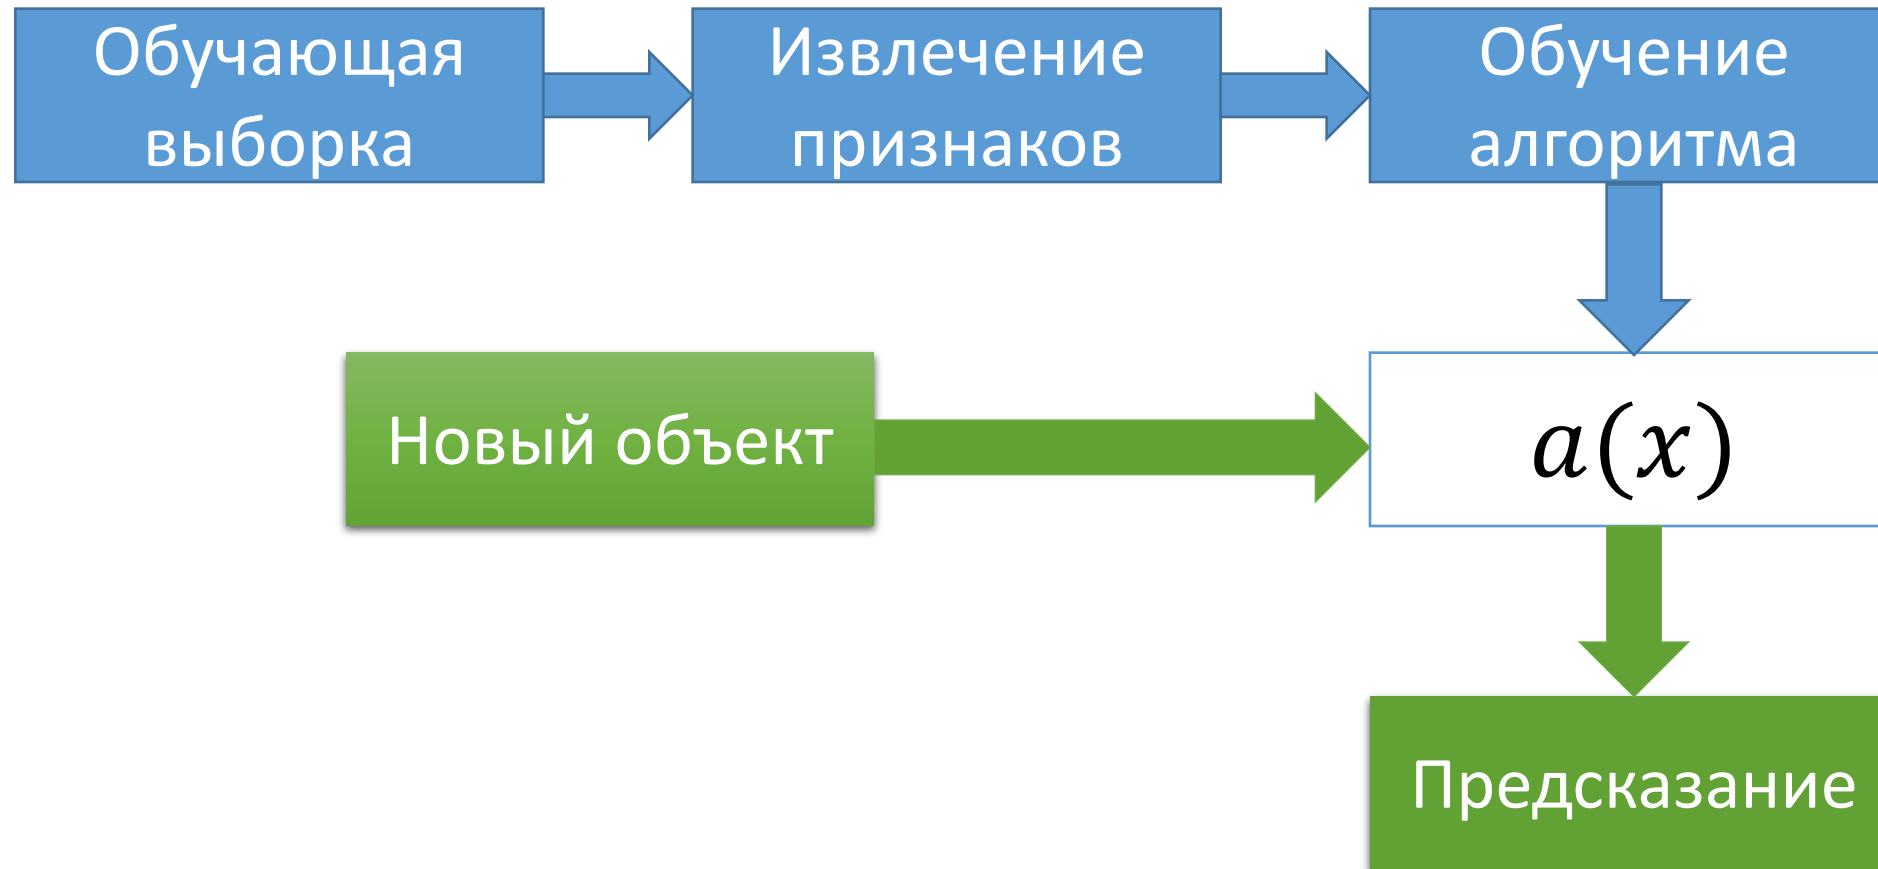 Обучающая
выборка
Извлечение
признаков
Обучение
алгоритма
Новый объект
a(x)
Предсказание